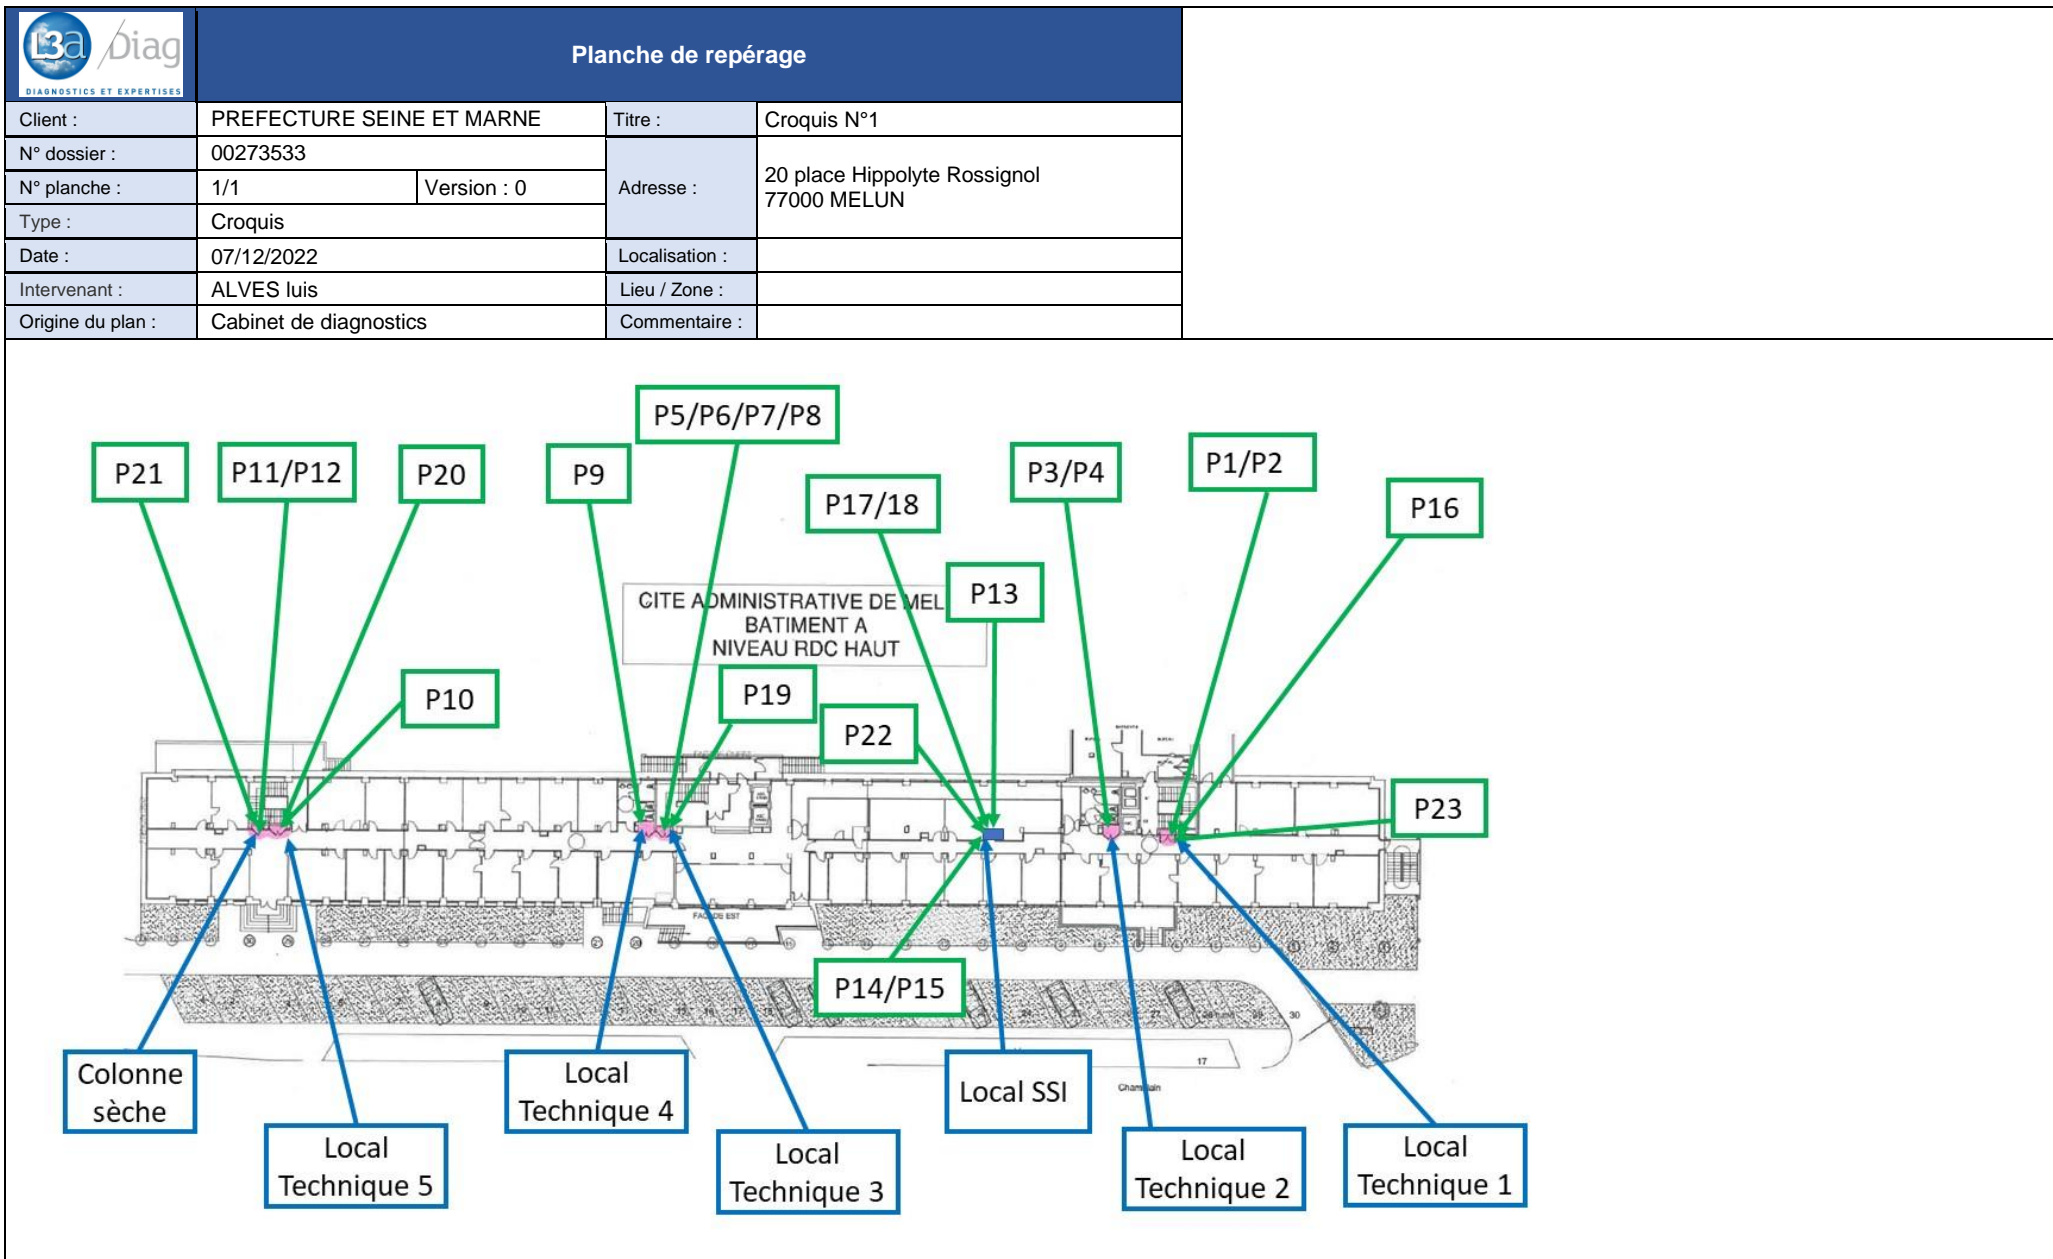 L3a Diag
DIAGNOSTICS ET EXPERTISES
Planche de repérage
Client :
PREFECTURE SEINE ET MARNE
Titre :
Croquis N°1
N° dossier :
00273533
Adresse :
20 place Hippolyte Rossignol
77000 MELUN
N° planche :
1/1
Version : 0
Type :
Croquis
Date :
07/12/2022
Localisation :
Intervenant :
ALVES luis
Lieu / Zone :
Origine du plan :
Cabinet de diagnostics
Commentaire :
P5/P6/P7/P8
P21
P11/P12
P20
P9
P17/18
P3/P4
P1/P2
P16
P13
CITE ADMINISTRATIVE DE MEL
BATIMENT A
NIVEAU RDC HAUT
P10
P19
P22
P23
FACADE EST
P14/P15
30
17
Colonne
sèche
Local
Technique 5
Local
Technique 4
Local
Technique 3
Local SSI
Local
Technique 2
Local
Technique 1